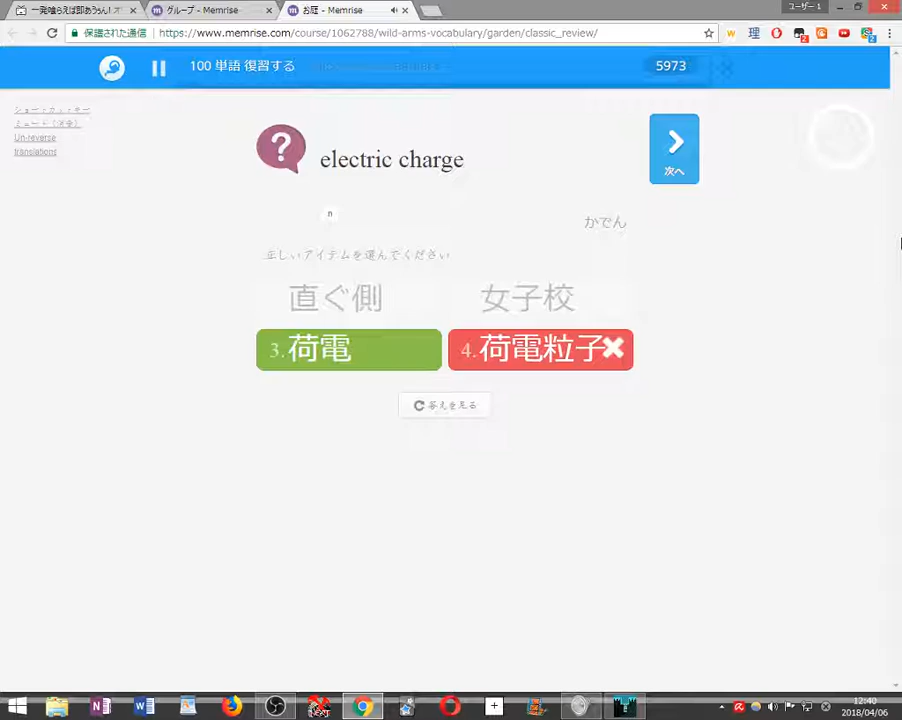 一発喰らえば即あうん! オ
グループ - Memrise
お庭 - Memrise
ユーザー 1
保護された通信 | https://www.memrise.com/course/1062788/wild-arms-vocabulary/garden/classic_review/
100 単語 復習する
5973
Un-reverse
translations
?
electric charge
次へ
n
かでん
正しいアイテムを選んでください
直ぐ側
女子校
3. 荷電
4. 荷電粒子
答えを見る
12:40
2018/04/06